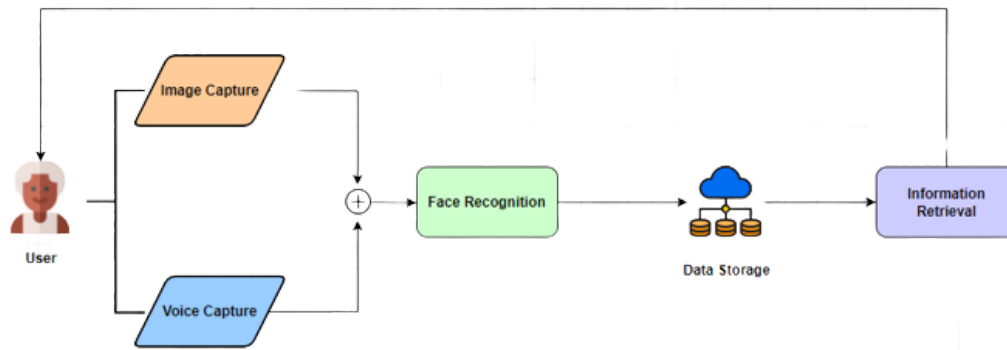 Image Capture
User
Voice Capture
Face Recognition
Data Storage
Information
Retrieval